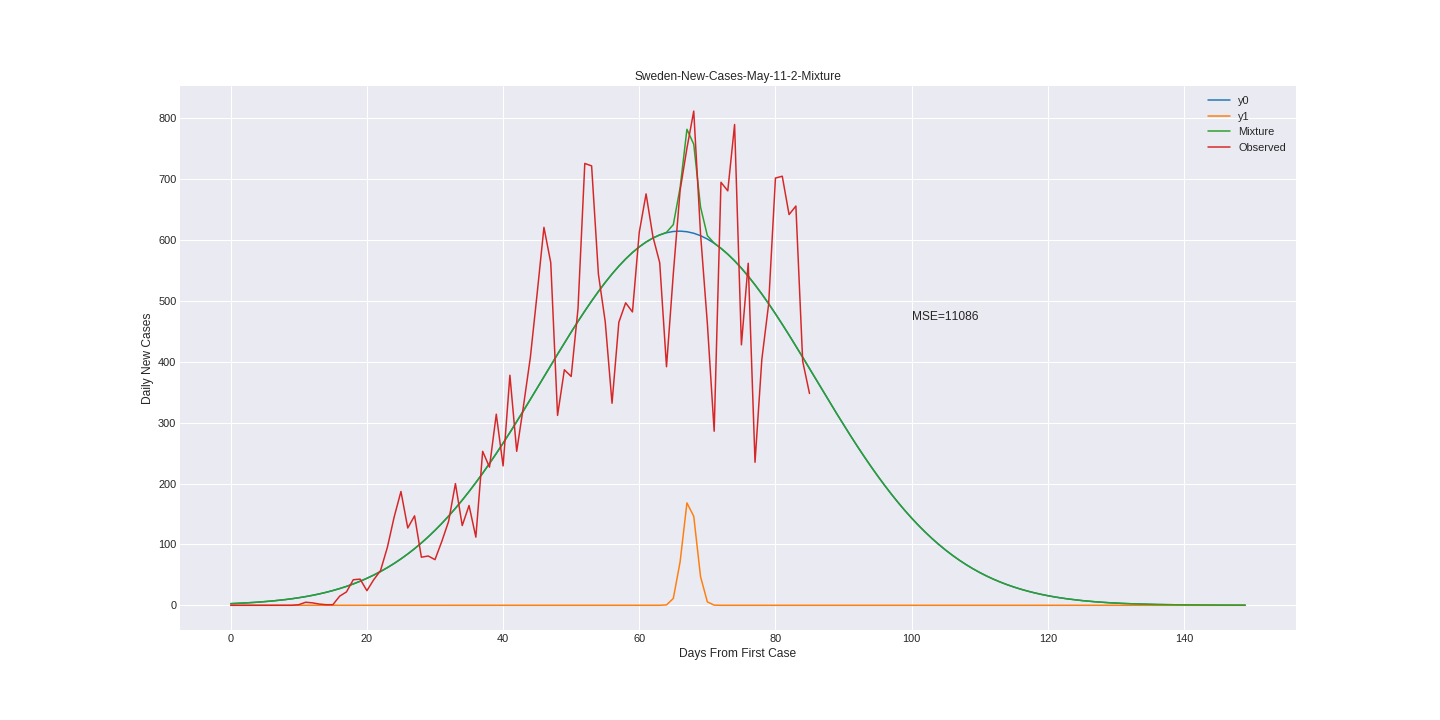 Sweden-New-Cases-May-11-2-Mixture
y0
y1
Mixture
Observed
800
700
600
500
400
300
200
100
0
Daily New Cases
MSE=11086
0 20 40 60 80 100 120 140
Days From First Case